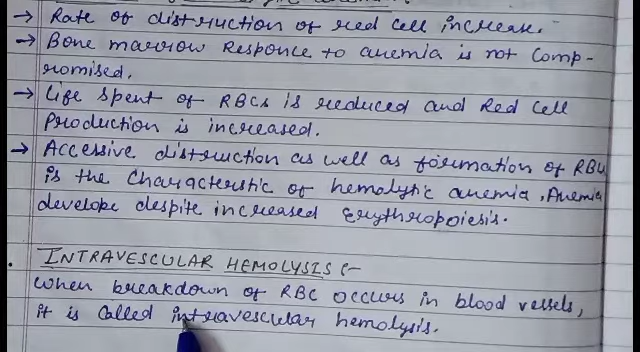 → Rate of distruction of red cell increase.
→ Bone marrow Responce to anemia is not comp-
romised.
→ Life spent of RBCs is reduced and Red Cell
Production is increased.
→ Accessive distruction as well as formation of RBCs
is the characteristic of hemolytic anemia, Anemia
develope despite increased Erythropoiesis.
. INTRAVESCULAR HEMOLYSIS :-
When breakdown of RBC occurs in blood vessels,
it is called intravescular hemolysis.